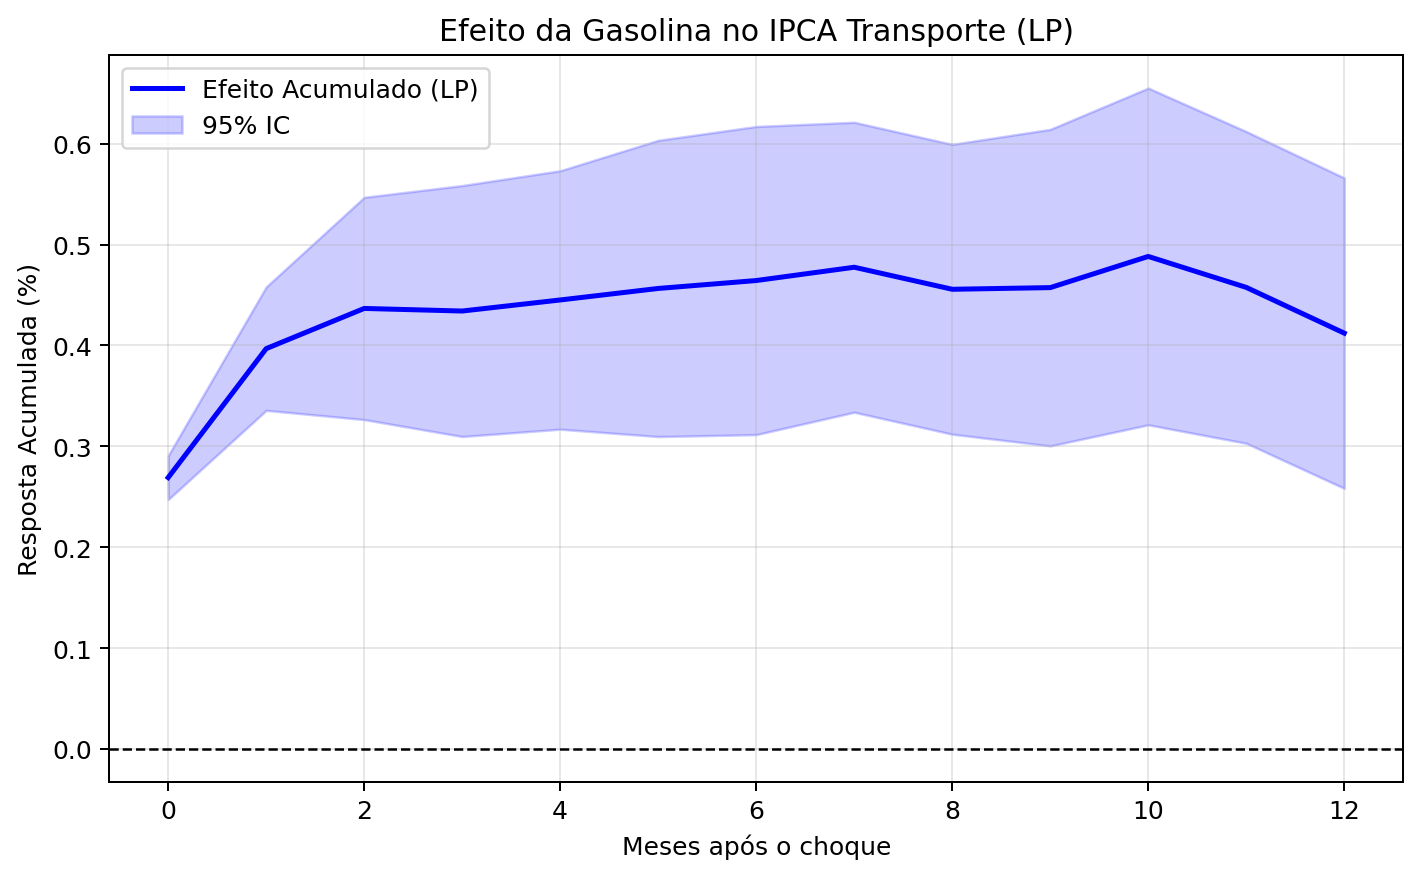 Efeito da Gasolina no IPCA Transporte (LP)
Efeito Acumulado (LP)
95% IC
Resposta Acumulada (%)
0.6
0.5
0.4
0.3
0.2
0.1
0.0
0 2 4 6 8 10 12
Meses após o choque